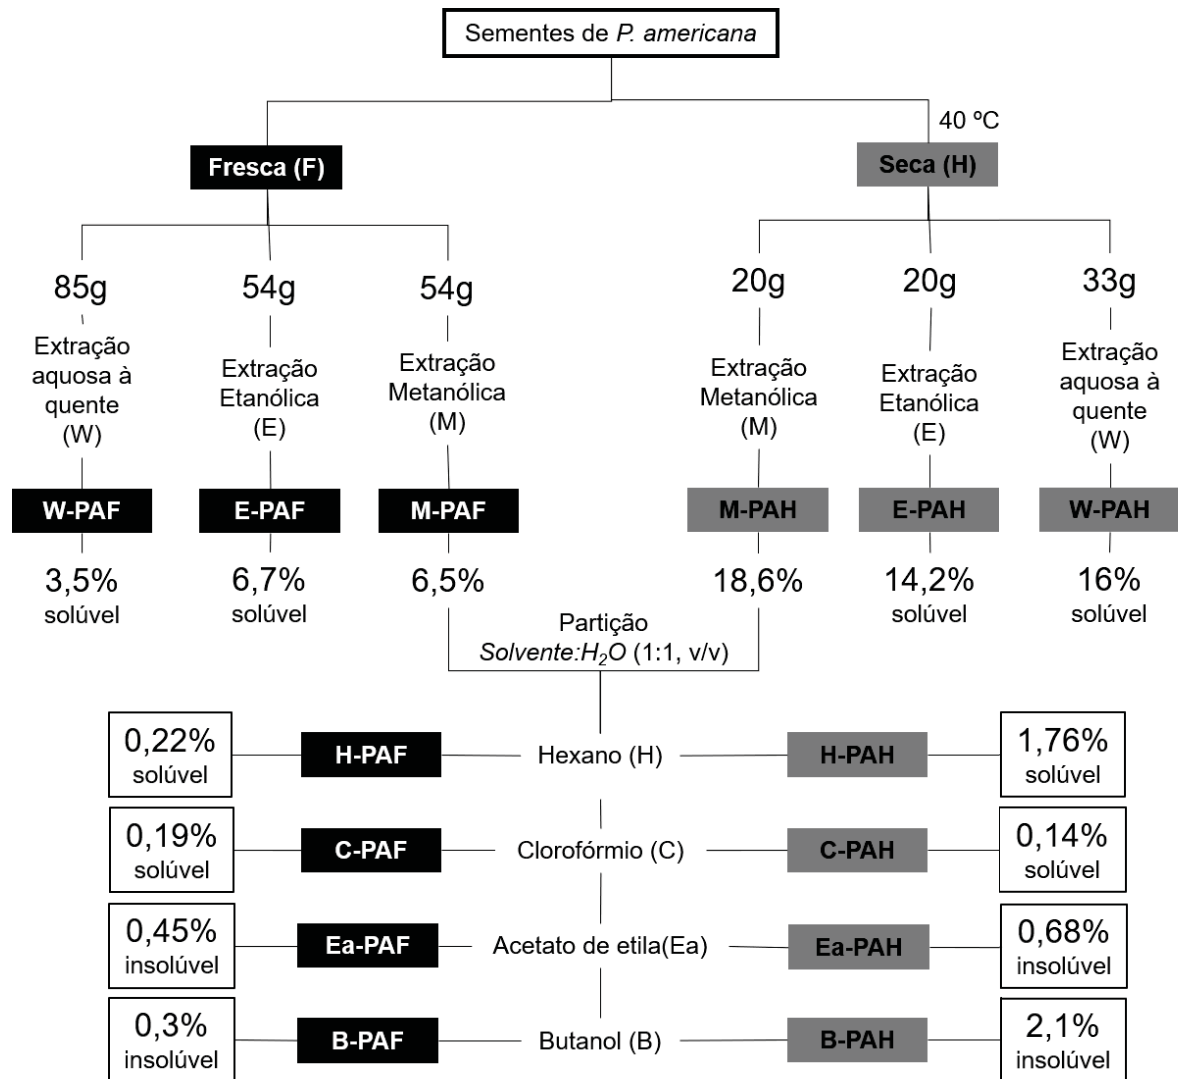 Sementes de P. americana
40 ºC
Fresca (F)
Seca (H)
85g
54g
54g
20g
20g
33g
Extração
aquosa à
quente
(W)
Extração
Etanólica
(E)
Extração
Metanólica
(M)
Extração
Metanólica
(M)
Extração
Etanólica
(E)
Extração
aquosa à
quente
(W)
W-PAF
E-PAF
M-PAF
M-PAH
E-PAH
W-PAH
3,5%
solúvel
6,7%
solúvel
6,5%
18,6%
14,2%
solúvel
16%
solúvel
Partição
Solvente:H₂O (1:1, v/v)
0,22%
solúvel
H-PAF
Hexano (H)
H-PAH
1,76%
solúvel
0,19%
solúvel
C-PAF
Clorofórmio (C)
C-PAH
0,14%
solúvel
0,45%
insolúvel
Ea-PAF
Acetato de etila(Ea)
Ea-PAH
0,68%
insolúvel
0,3%
insolúvel
B-PAF
Butanol (B)
B-PAH
2,1%
insolúvel